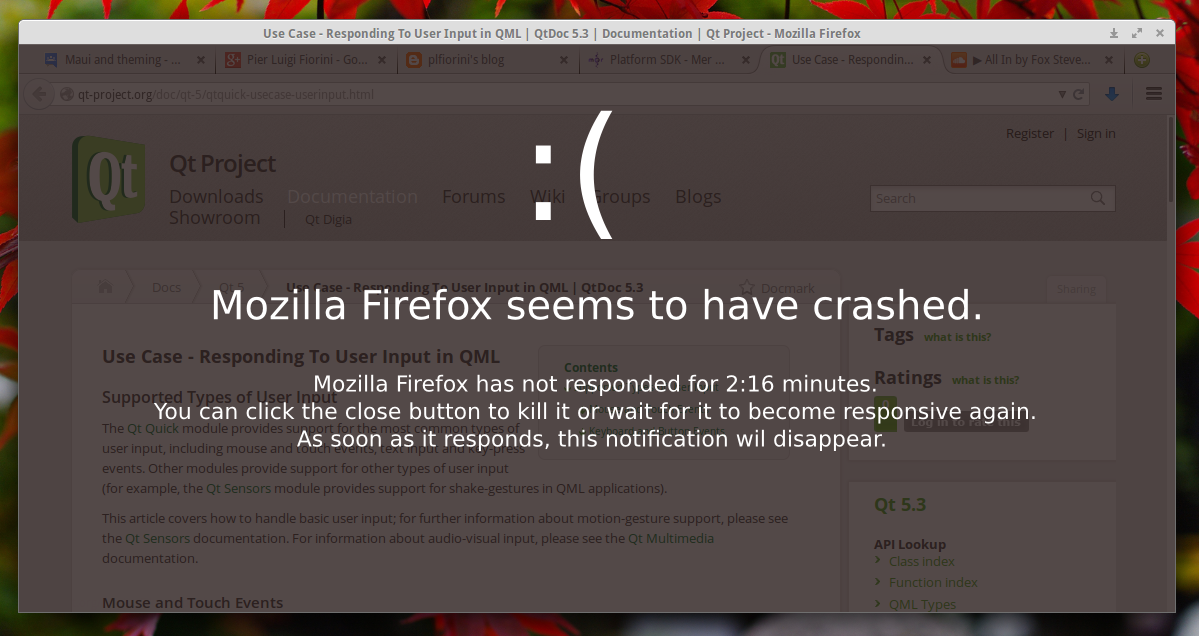 Use Case - Responding To User Input in QML | QtDoc 5.3 | Documentation | Qt Project - Mozilla Firefox
Maui and theming - ...
Pier Luigi Fiorini - Go...
plfiorini's blog
Platform SDK - Mer ...
Use Case - Respondin...
▶ All In by Fox Steve...
qt-project.org/doc/qt-5/qtquick-usecase-userinput.html
Register | Sign in
Qt
Qt Project
Downloads Documentation Forums Wiki Groups Blogs
Showroom | Qt Digia
Search
:(
Docs Qt 5 Use Case - Responding To User Input in QML | QtDoc 5.3
Docmark
Sharing
Mozilla Firefox seems to have crashed.
Mozilla Firefox has not responded for 2:16 minutes.
You can click the close button to kill it or wait for it to become responsive again.
As soon as it responds, this notification wil disappear.
Use Case - Responding To User Input in QML
Contents
Supported Types of User Input
The Qt Quick module provides support for the most common types of
user input, including mouse and touch events, text input and key-press
events. Other modules provide support for other types of user input
(for example, the Qt Sensors module provides support for shake-gestures in QML applications).
This article covers how to handle basic user input; for further information about motion-gesture support, please see
the Qt Sensors documentation. For information about audio-visual input, please see the Qt Multimedia
documentation.
Mouse and Touch Events
Tags what is this?
Ratings what is this?
0
Log in to rate this
Qt 5.3
API Lookup
Class index
Function index
QML Types